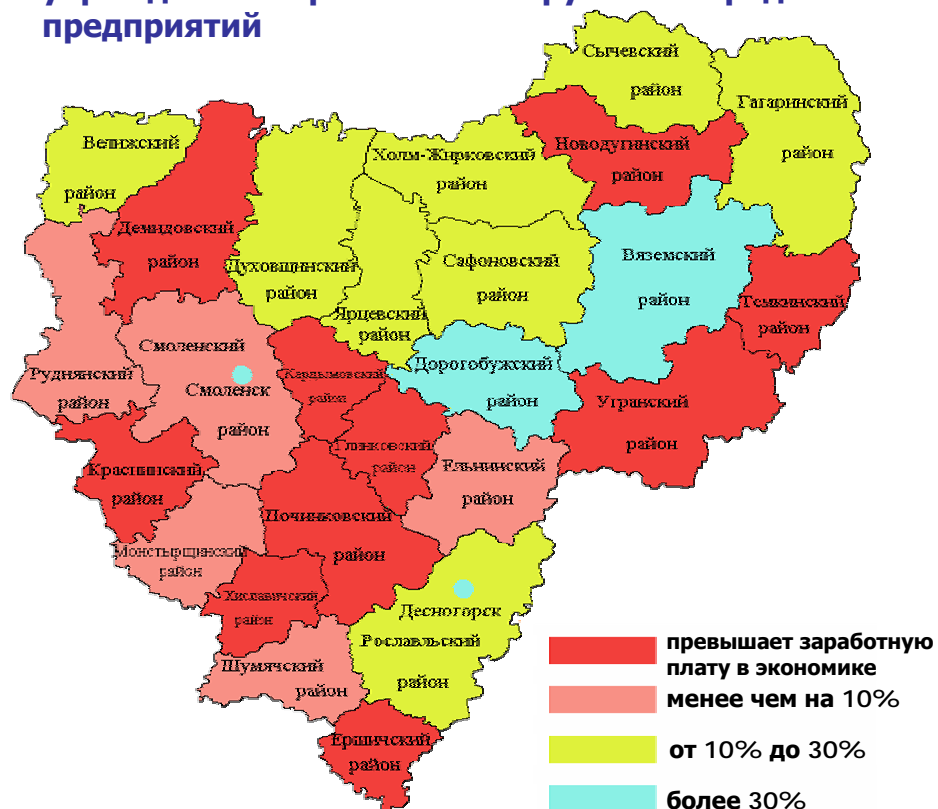 предприятий
Сычевский
район
Гагаринский
район
Велижский
район
Холм-Жирковский
район
Новодугинский
район
Демидовский
район
Духовщинский
район
Сафоновский
район
Вяземский
район
Темкинский
район
Ярцевский
район
Смоленский
Смоленск
район
Руднянский
район
Кардымовский
район
Дорогобужский
район
Угранский
район
Глинковский
район
Ельнинский
район
Краснинский
район
Починковский
район
Монстырщинский
район
Хиславичский
район
Десногорск
Рославльский
район
Шумячский
район
Ершичский
район
превышает заработную
плату в экономике
менее чем на 10%
от 10% до 30%
более 30%